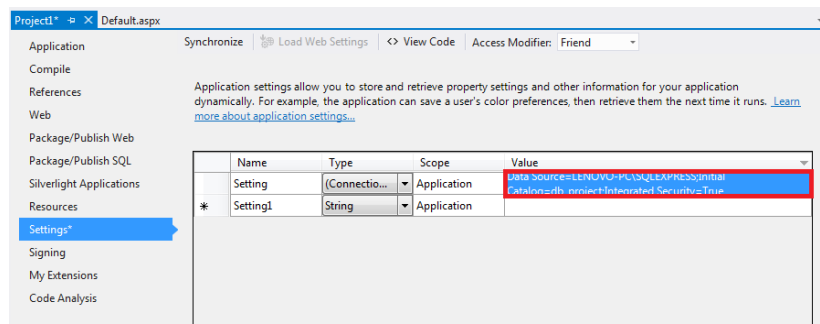 Project1* Default.aspx
Synchronize Load Web Settings <> View Code Access Modifier: Friend
Application
Compile
References
Web
Package/Publish Web
Package/Publish SQL
Silverlight Applications
Resources
Settings*
Signing
My Extensions
Code Analysis
Application settings allow you to store and retrieve property settings and other information for your application
dynamically. For example, the application can save a user's color preferences, then retrieve them the next time it runs. Learn
more about application settings...
Name Type Scope Value
Setting (Connectio... Application Data Source=LENOVO-PC\SQLEXPRESS;Initial
Catalog=db_project;Integrated Security=True
* Setting1 String Application